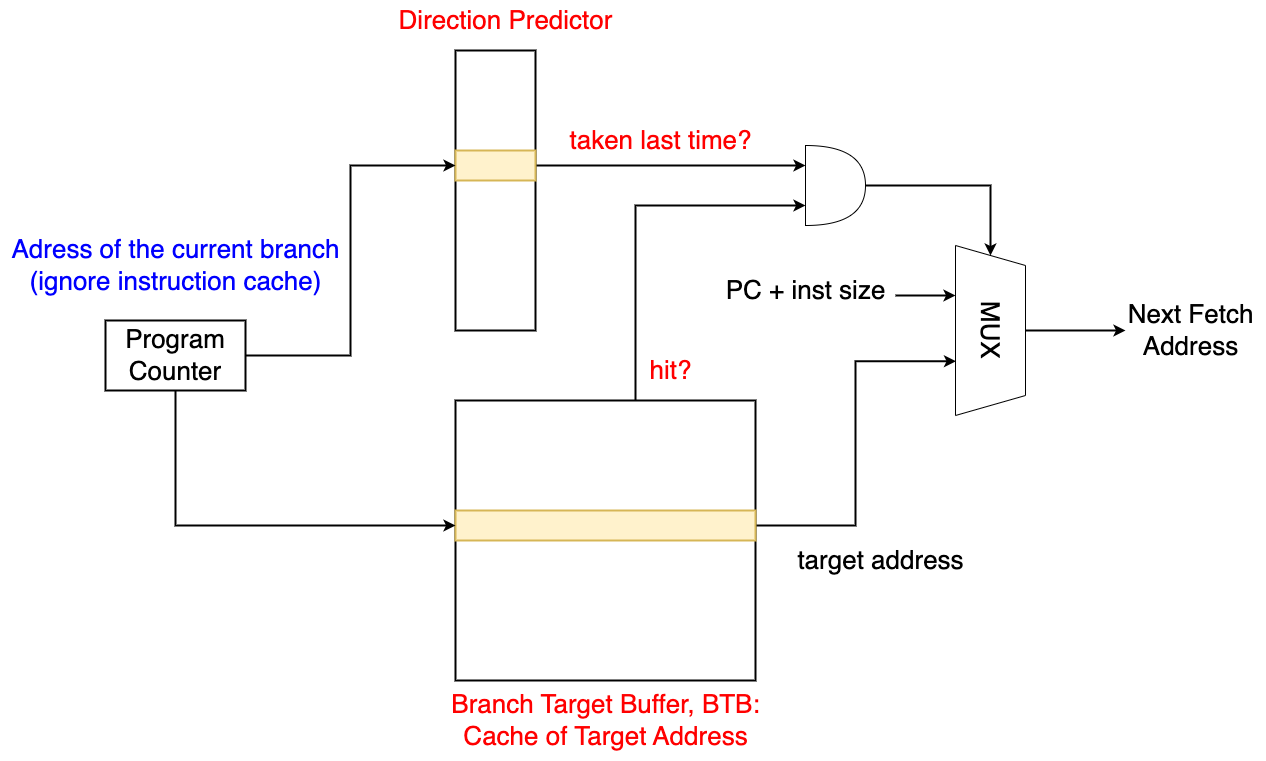 Direction Predictor
taken last time?
Adress of the current branch
(ignore instruction cache)
PC + inst size
MUX
Next Fetch
Address
Program
Counter
hit?
target address
Branch Target Buffer, BTB:
Cache of Target Address